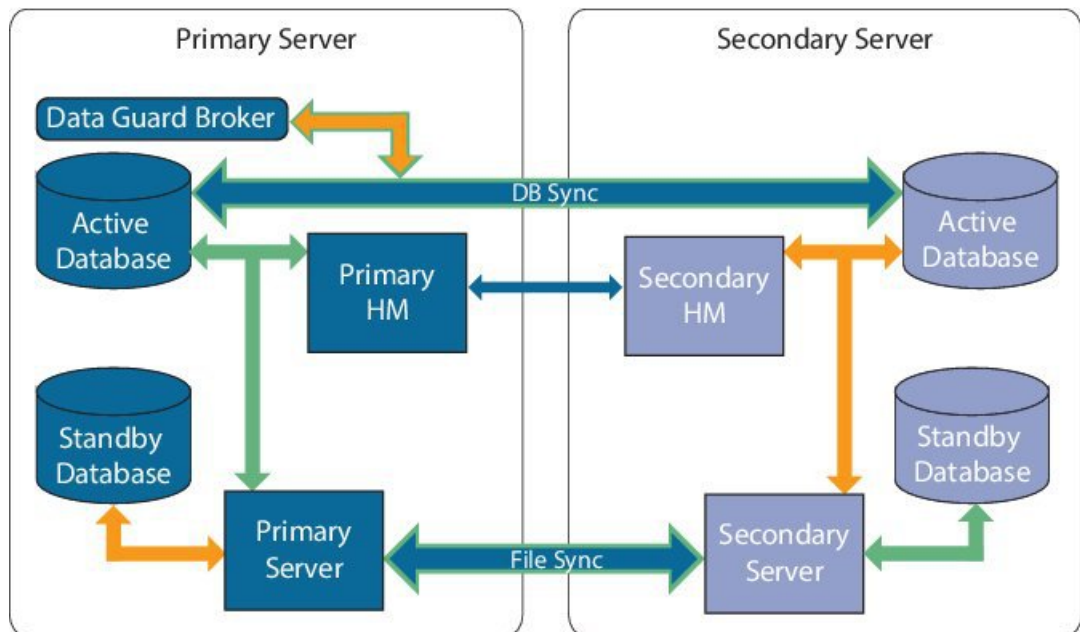 Primary Server
Secondary Server
Data Guard Broker
DB Sync
Active
Database
Active
Database
Primary
HM
Secondary
HM
Standby
Database
Standby
Database
Primary
Server
File Sync
Secondary
Server